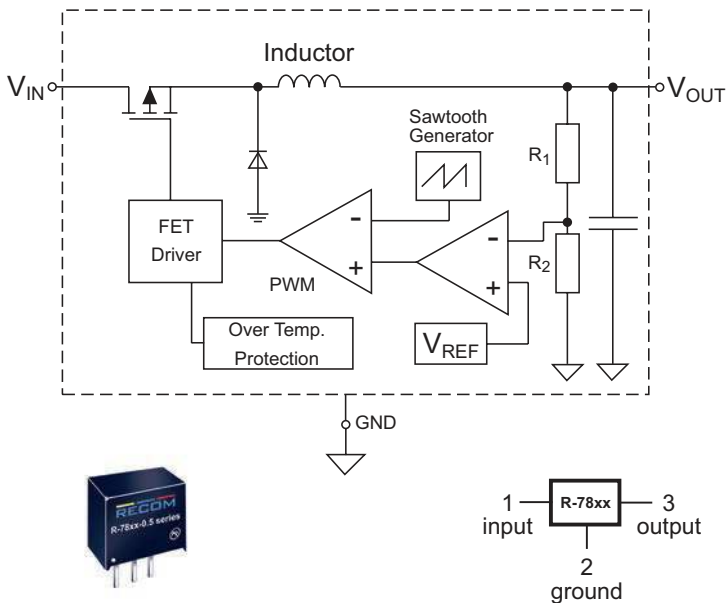 Inductor
VIN
VOUT
Sawtooth
Generator
R1
-
FET
Driver
-
+
R2
PWM
+
Over Temp.
Protection
VREF
GND
RECOM
R-78xx-0.5 series
1
input
R-78xx
3
output
2
ground